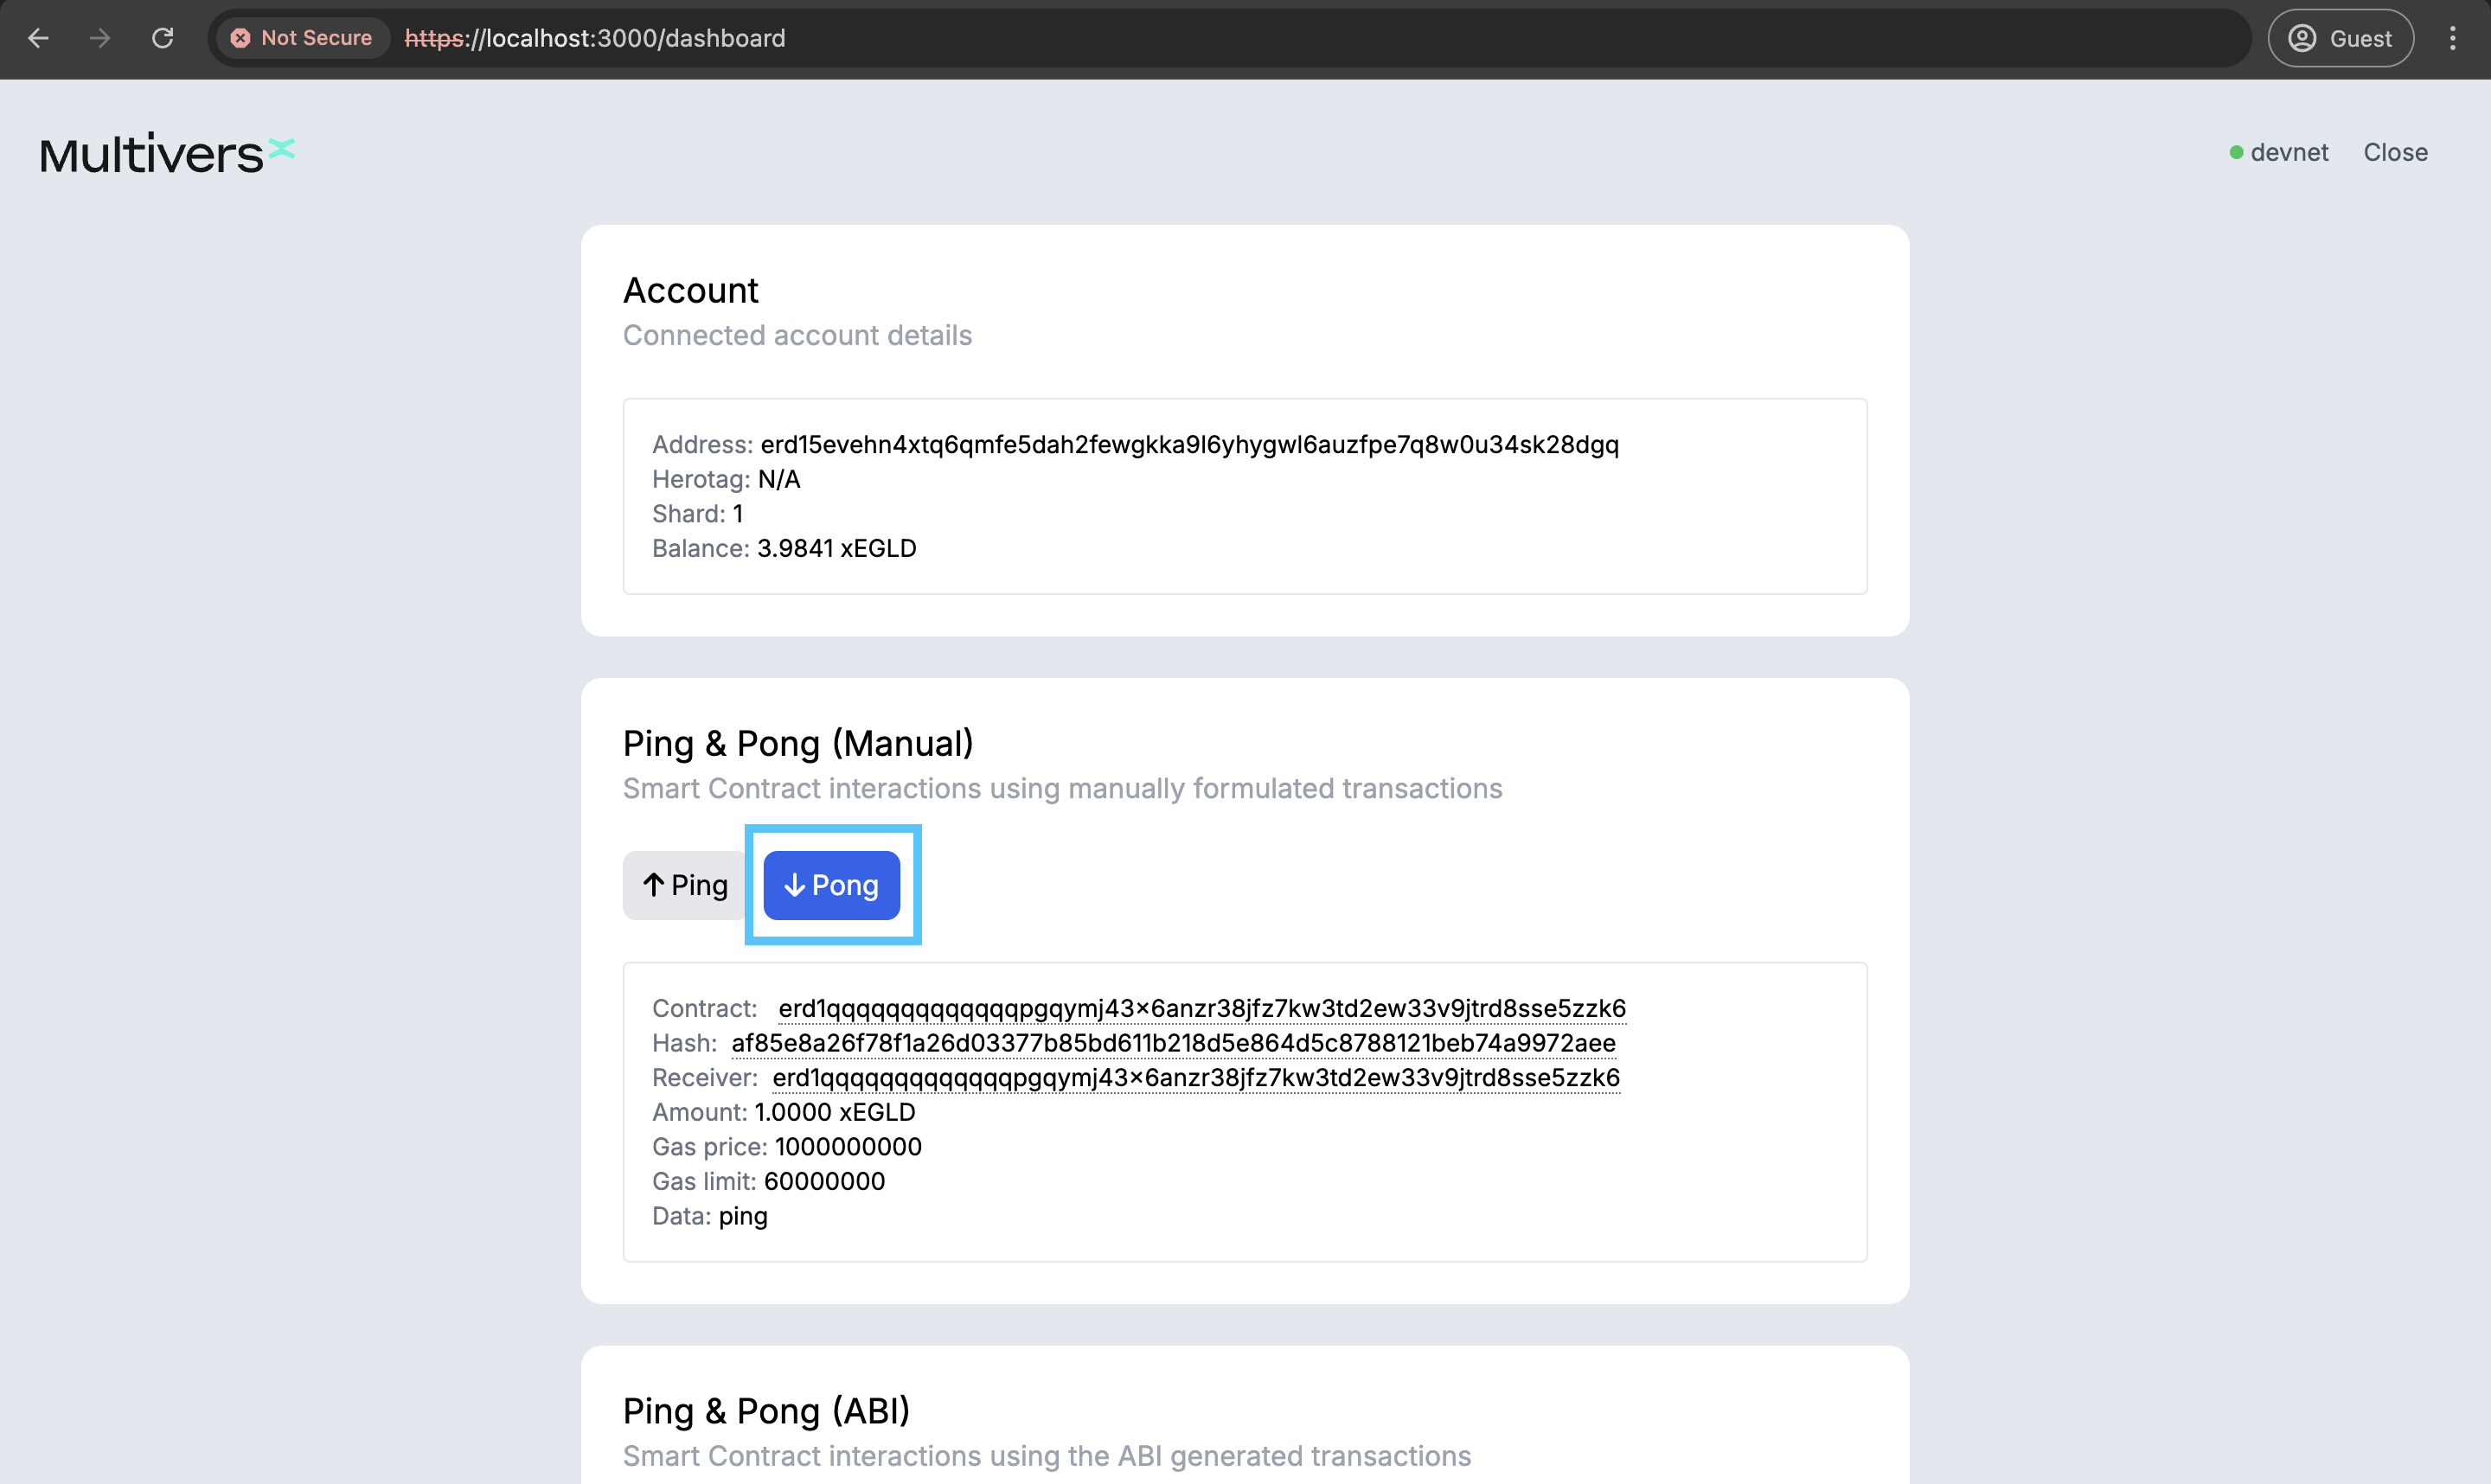 Not Secure https://localhost:3000/dashboard Guest
Multivers
devnet Close
Account
Connected account details
Address: erd15evehn4xtq6qmfe5dah2fewgkka9l6yhygwl6auzfpe7q8w0u34sk28dgq
Herotag: N/A
Shard: 1
Balance: 3.9841 xEGLD
Ping & Pong (Manual)
Smart Contract interactions using manually formulated transactions
Ping Pong
Contract: erd1qqqqqqqqqqqqqpgqymj43x6anzr38jfz7kw3td2ew33v9jtrd8sse5zzk6
Hash: af85e8a26f78f1a26d03377b85bd611b218d5e864d5c8788121beb74a9972aee
Receiver: erd1qqqqqqqqqqqqqpgqymj43x6anzr38jfz7kw3td2ew33v9jtrd8sse5zzk6
Amount: 1.0000 xEGLD
Gas price: 1000000000
Gas limit: 60000000
Data: ping
Ping & Pong (ABI)
Smart Contract interactions using the ABI generated transactions